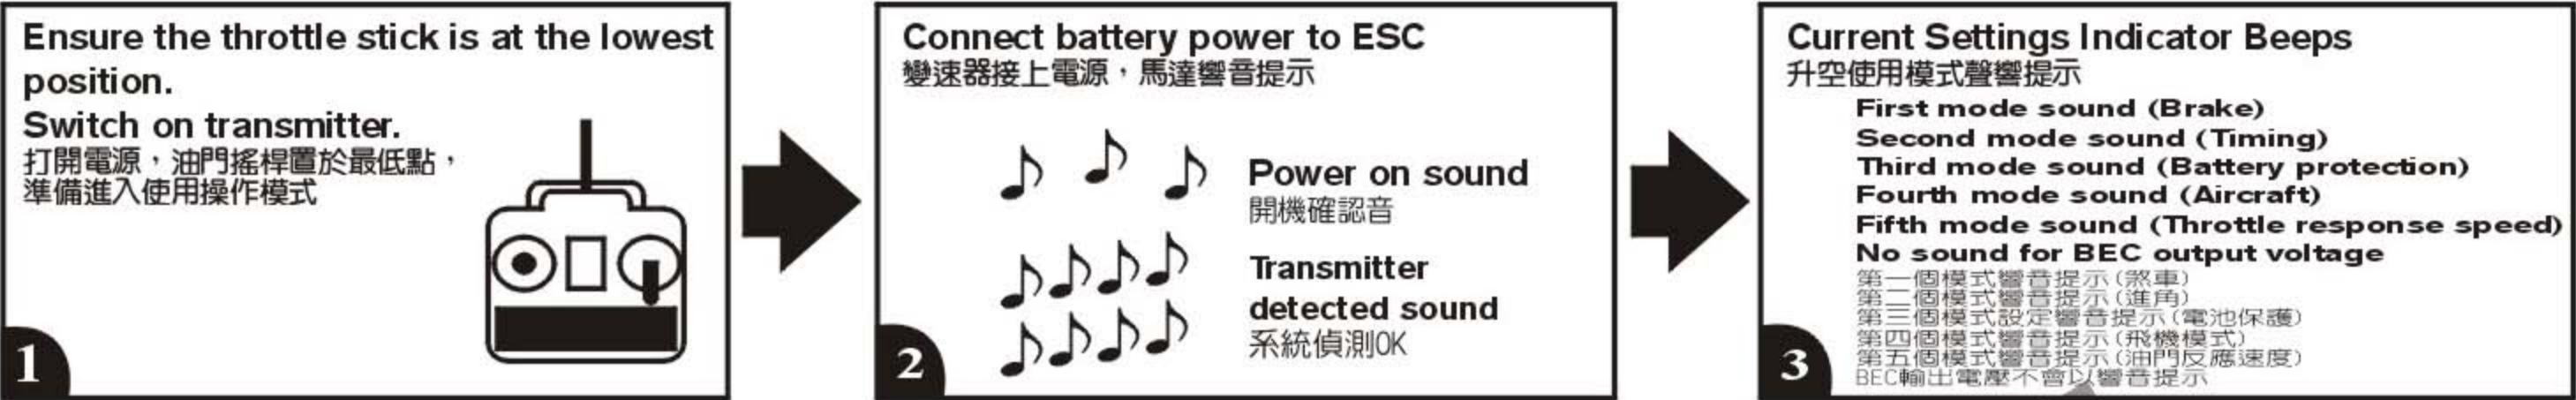 Ensure the throttle stick is at the lowest
position.
Switch on transmitter.
打開電源，油門搖桿置於最低點，
準備進入使用操作模式
1
Connect battery power to ESC
變速器接上電源，馬達響音提示
Power on sound
開機確認音
Transmitter
detected sound
系統偵測OK
2
Current Settings Indicator Beeps
升空使用模式聲響提示
First mode sound (Brake)
Second mode sound (Timing)
Third mode sound (Battery protection)
Fourth mode sound (Aircraft)
Fifth mode sound (Throttle response speed)
No sound for BEC output voltage
第一個模式響音提示(煞車)
第二個模式響音提示(進角)
第三個模式設定響音提示(電池保護)
第四個模式響音提示(飛機模式)
第五個模式響音提示(油門反應速度)
BEC輸出電壓不會以響音提示
3